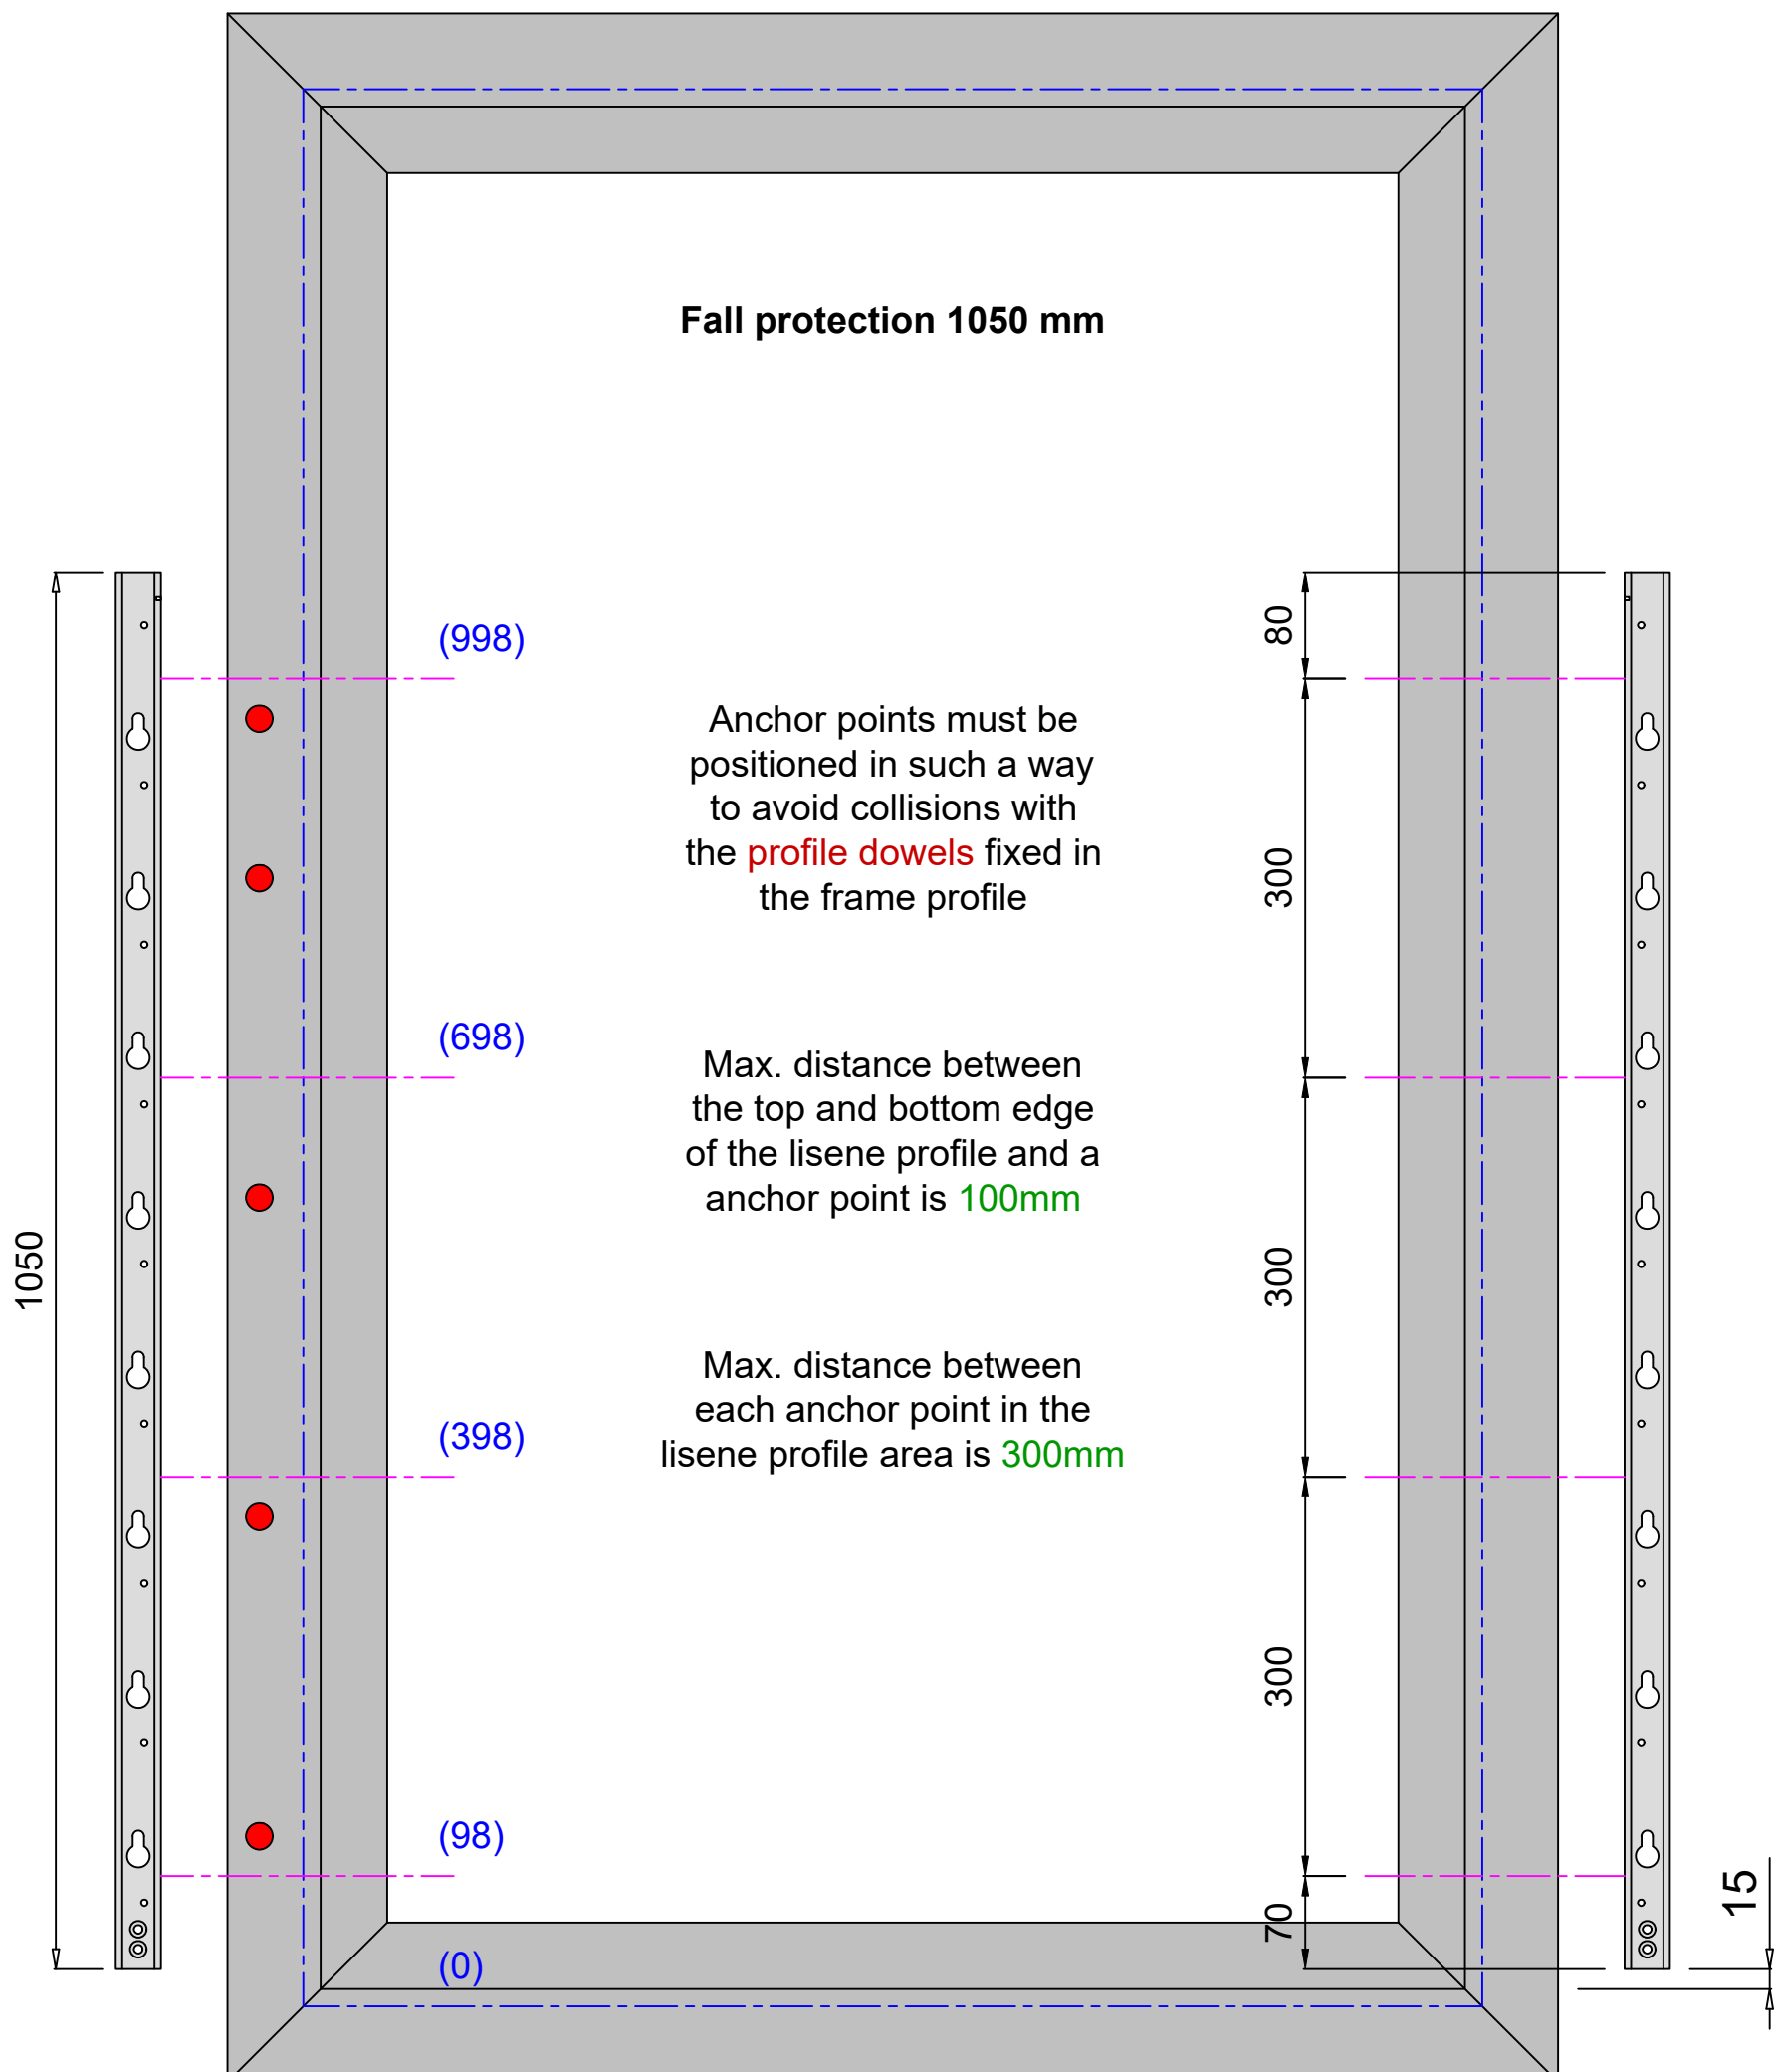 Fall protection 1050 mm
80
(998)
Anchor points must be
positioned in such a way
to avoid collisions with
the profile dowels fixed in
the frame profile
300
(698)
Max. distance between
the top and bottom edge
of the lisene profile and a
anchor point is 100mm
1050
300
Max. distance between
each anchor point in the
lisene profile area is 300mm
(398)
300
(98)
70
15
(0)